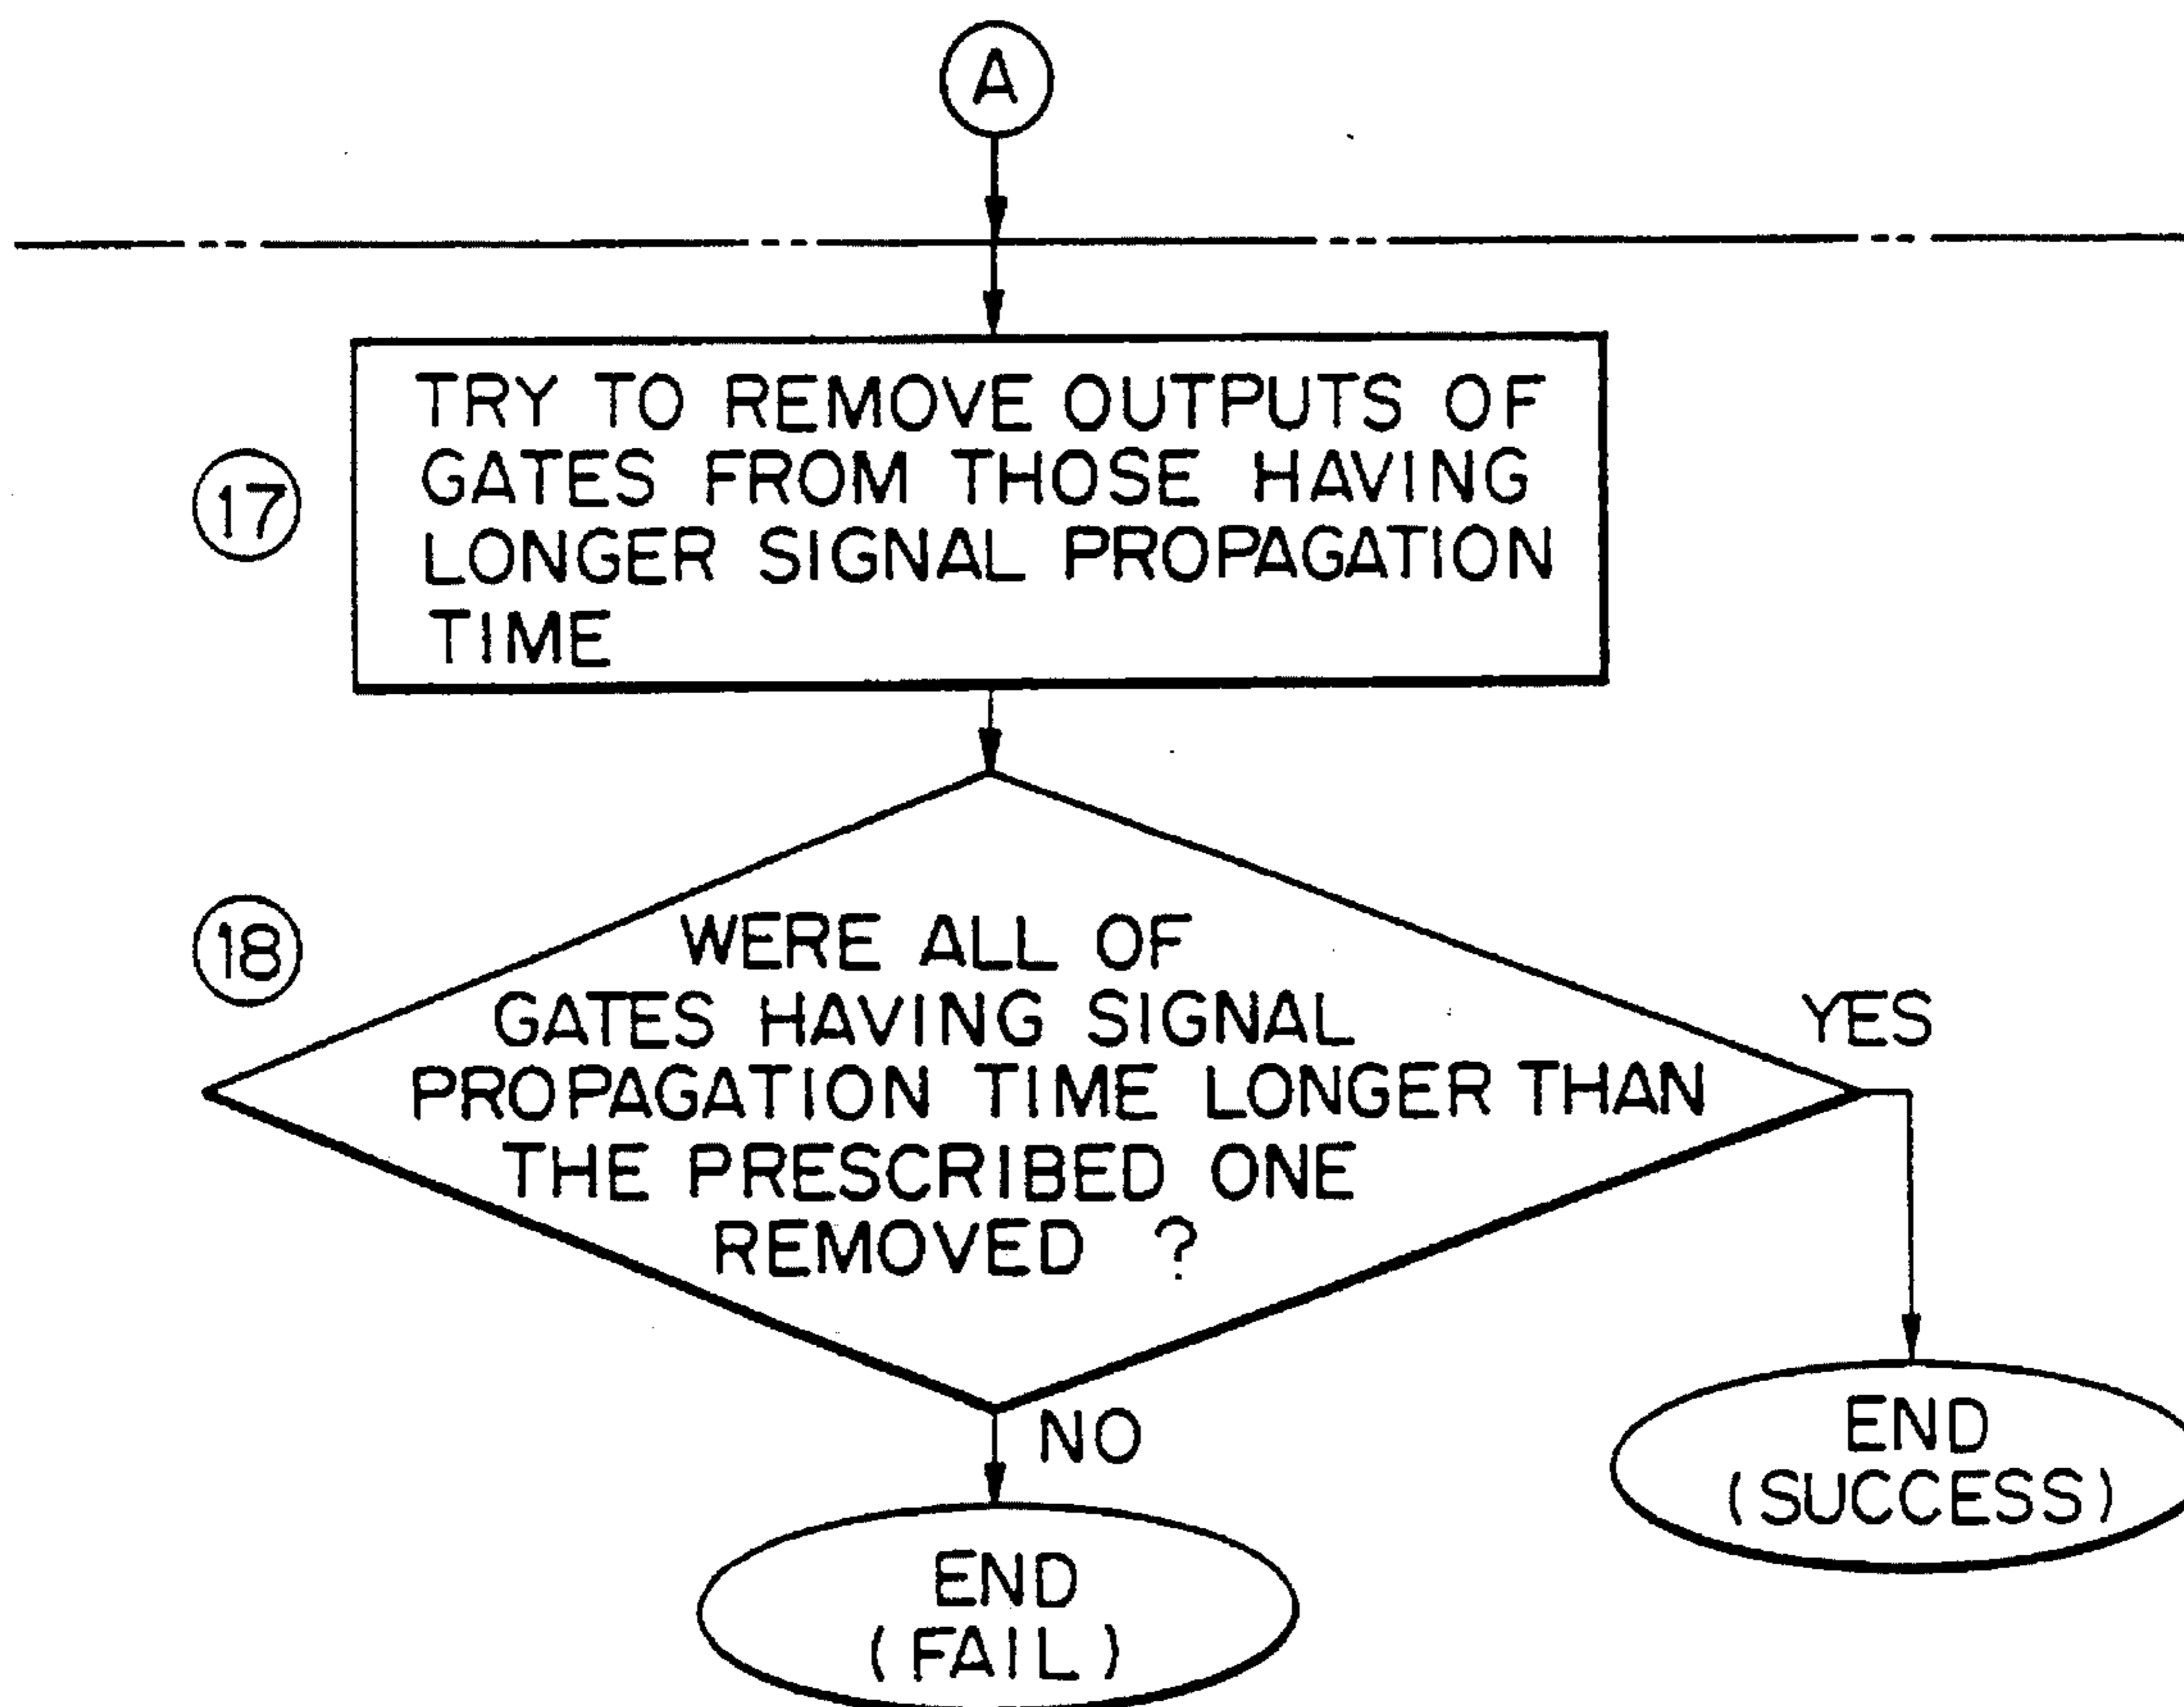 A
17
TRY TO REMOVE OUTPUTS OF
GATES FROM THOSE HAVING
LONGER SIGNAL PROPAGATION
TIME
18
WERE ALL OF
GATES HAVING SIGNAL
PROPAGATION TIME LONGER THAN
THE PRESCRIBED ONE
REMOVED ?
YES
NO
END
(SUCCESS)
END
(FAIL)